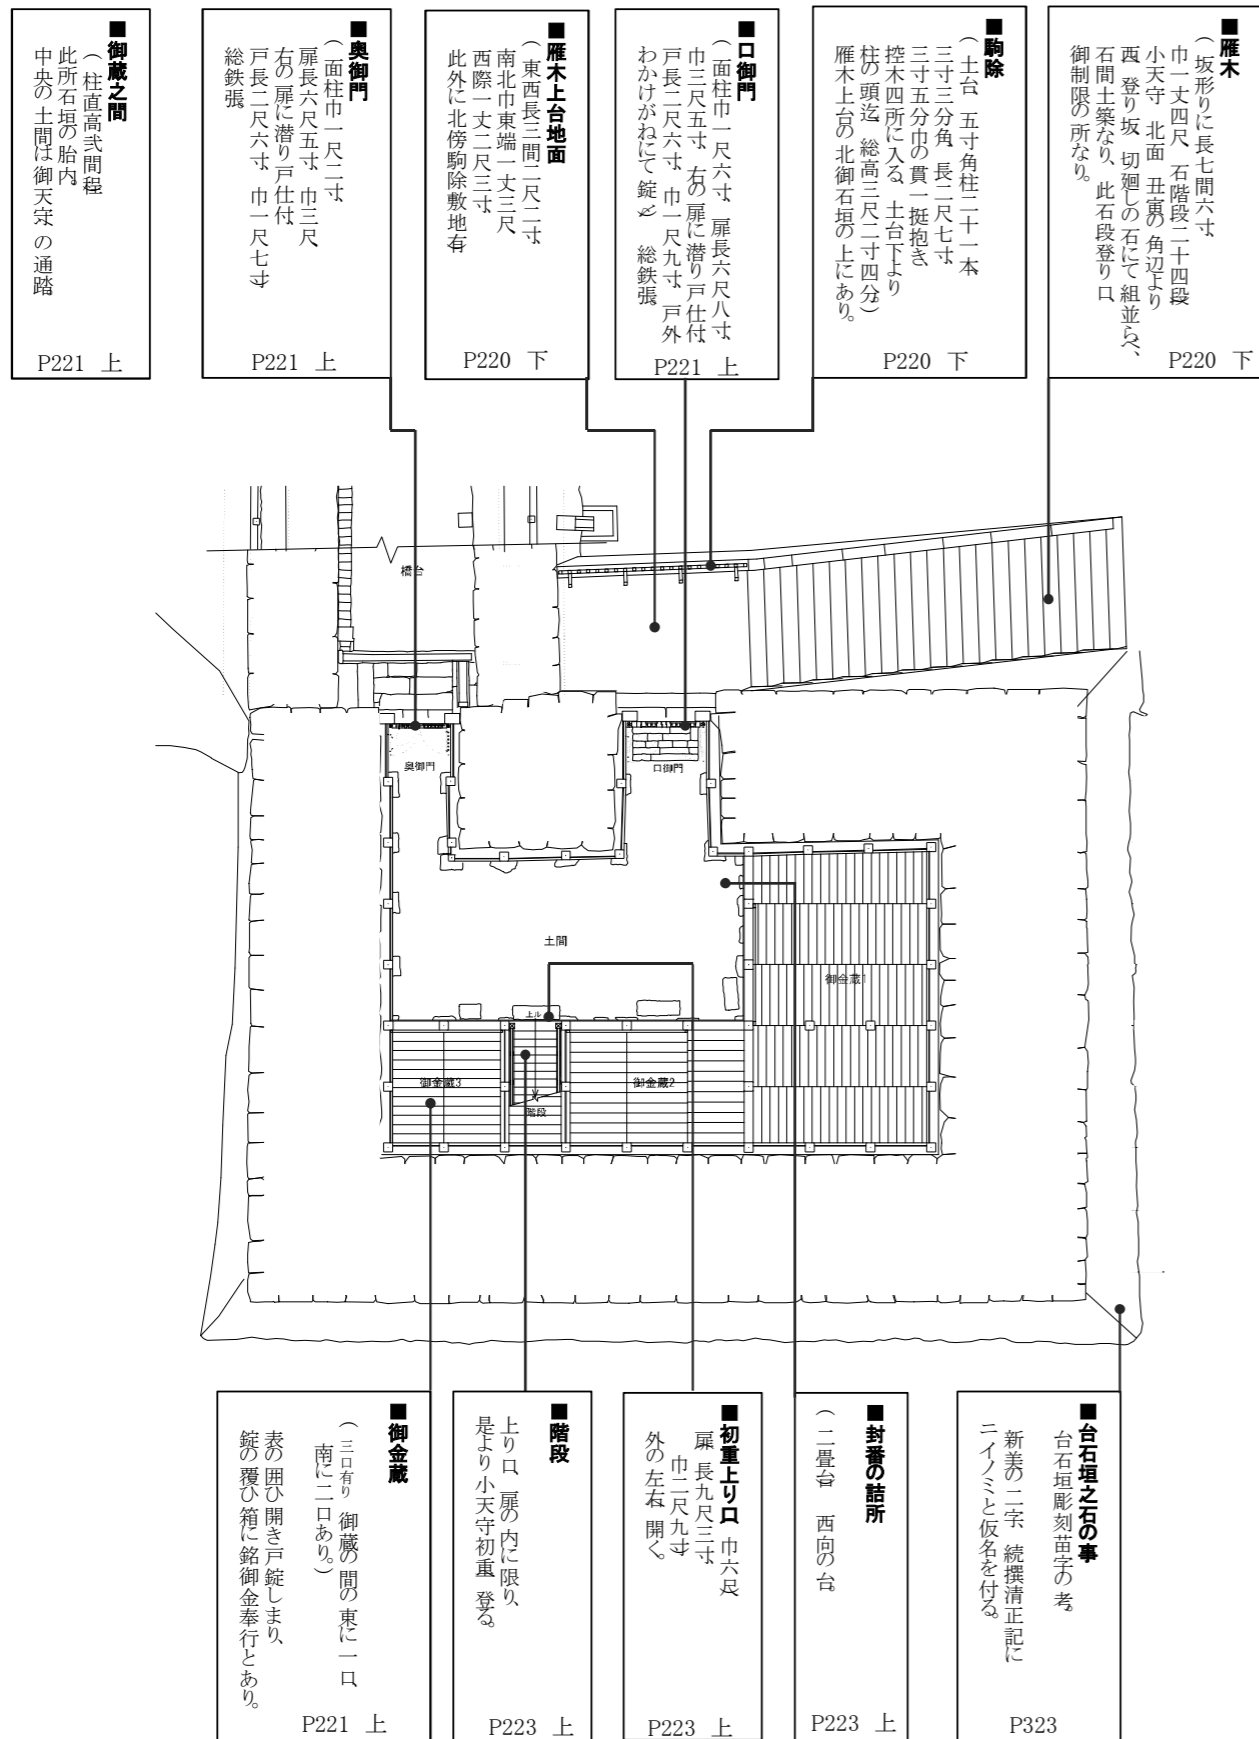 ■雁木
(坂形りに長七間六寸、
巾一丈四尺、石階段二十四段
小天守 北面 丑寅の角辺より
西、登り坂、切廻しの石にて組並らべ、
石間土築なり、此石段登り口、
御制限の所なり。
P220 下
■駒除
(土台 五寸角柱二十一本、
三寸三分角、長二尺七寸、
三寸五分巾の貫一挺抱き、
控木四所に入る、土台下より
柱の頭迄、総高三尺二寸四分。)
雁木上台の北御石垣の上にあり。
P220 下
■口御門
(面柱巾一尺六寸、扉長六尺八寸、
巾三尺五寸、右の扉に潜り戸仕付、
戸長二尺六寸、巾一尺九寸、戸外
わかけがねにて 錠〆) 総鉄張。
P221 上
■雁木上台地面
(東西長三間二尺二寸、
南北巾東端一丈三尺、
西際一丈二尺三寸、
此外に北傍駒除敷地有)
P220 下
■奥御門
(面柱巾一尺二寸、
扉長六尺五寸、巾三尺、
右の扉に潜り戸仕付、
戸長二尺六寸、巾一尺七寸)
総鉄張。
P221 上
■御蔵之間
(柱直高弐間程)
此所石垣の胎内。
中央の土間は御天守への通路。
P221 上
橋台
奥御門
口御門
土間
御金蔵1
上ル
御金蔵3
御金蔵2
階段
■台石垣之石の事
台石垣彫刻苗字の考。
新美の二字、続撰清正記に
ニイノミと仮名を付る。
P323
■封番の詰所
(二畳台) 西向の台。
P223 上
■初重上り口 巾六尺)
扉 長九尺三寸、
巾二尺九寸)
外の左右へ開く。
P223 上
■階段
上り口、扉の内に限り、
是より小天守初重へ登る。
P223 上
■御金蔵
(三口有り 御蔵の間の東に一口、
南に二口あり。)
表の囲ひ開き戸錠しまり、
錠の覆ひ箱に銘御金奉行とあり。
P221 上